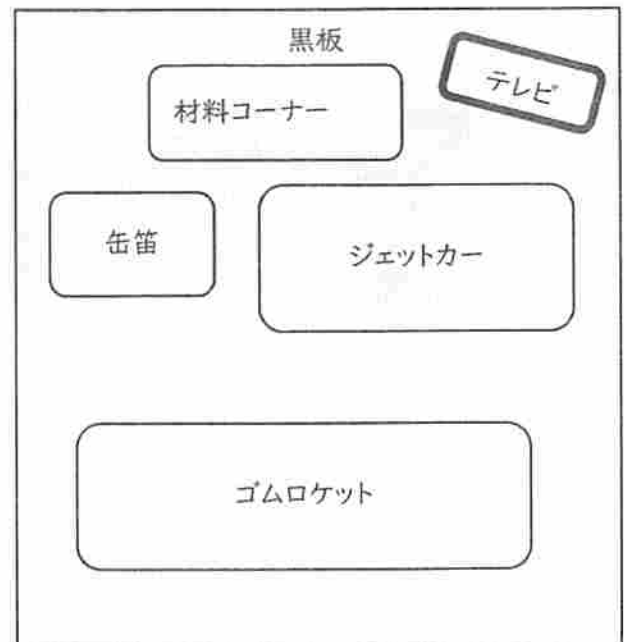 黒板
テレビ
材料コーナー
缶笛
ジェットカー
ゴムロケット